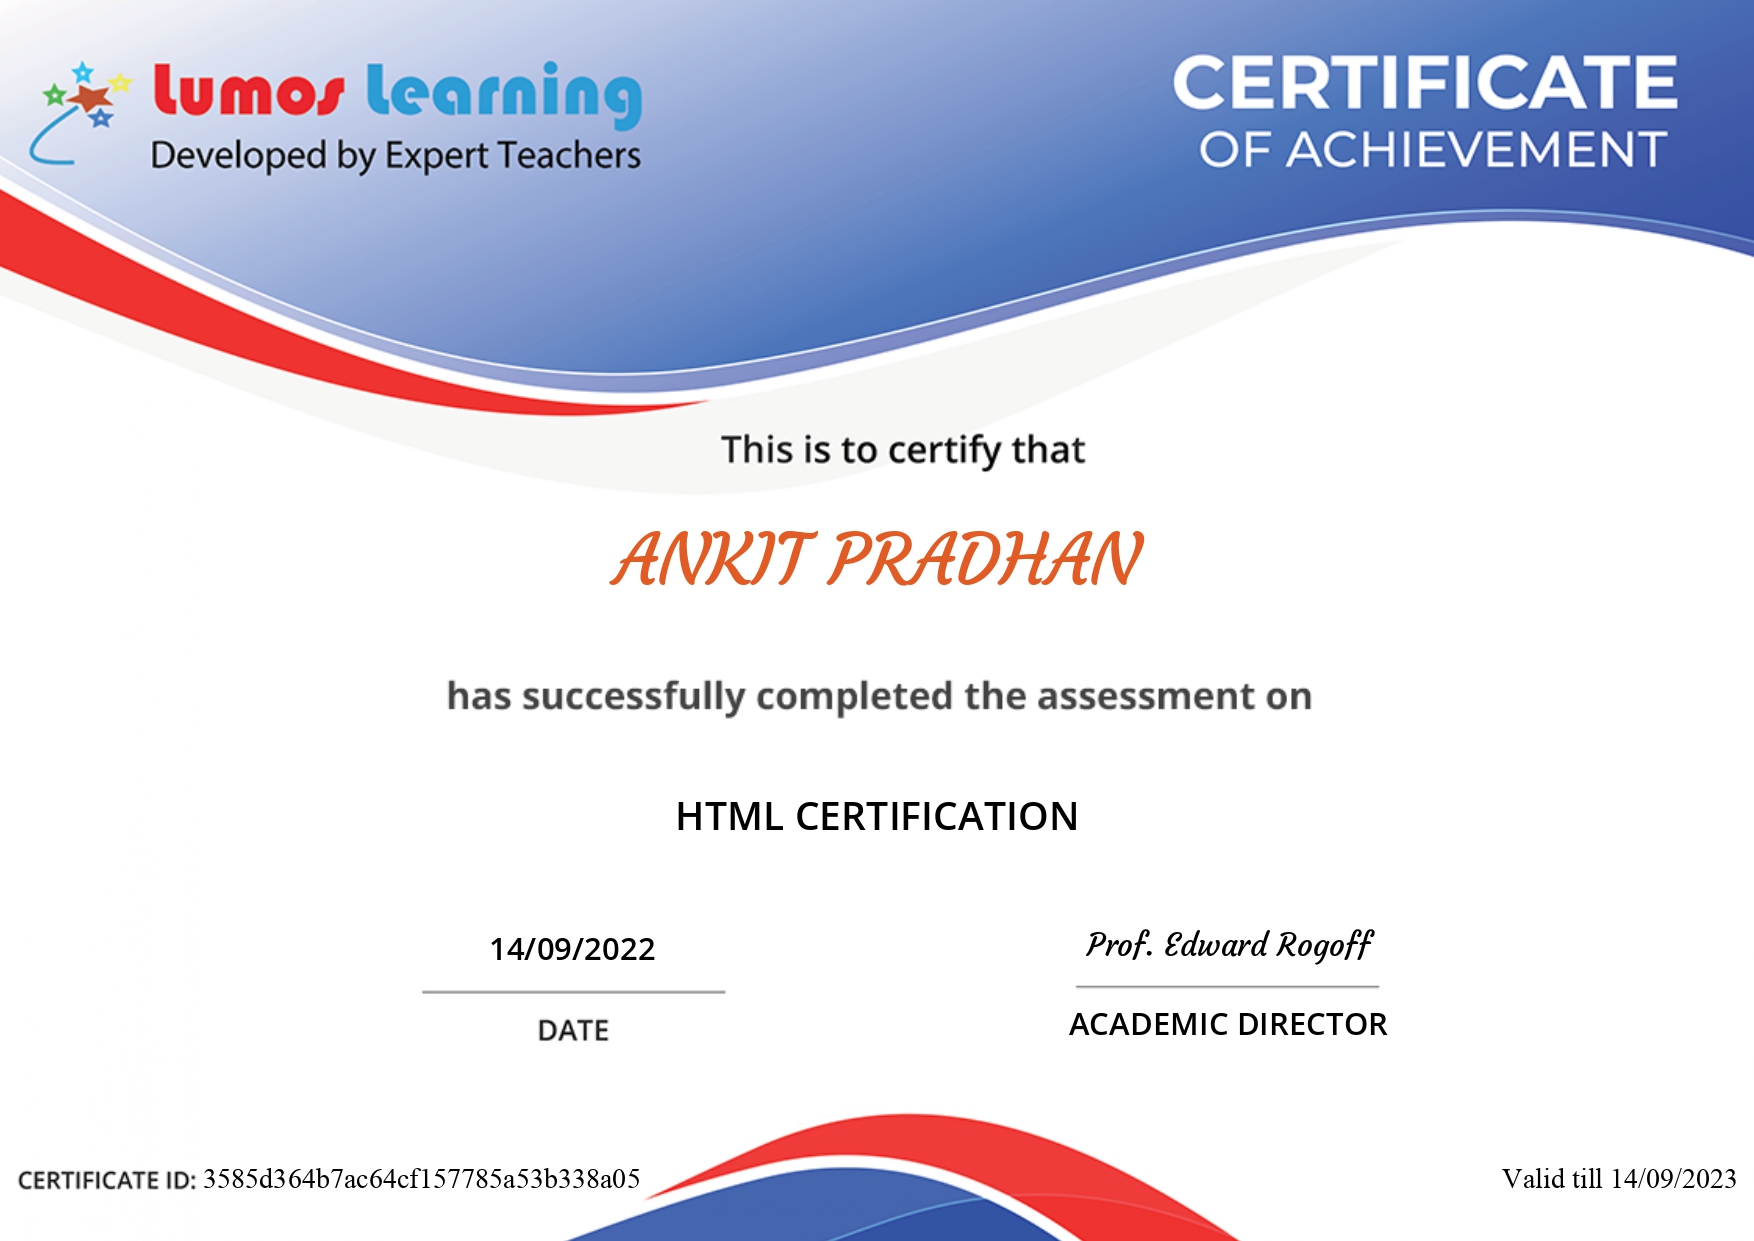 Lumos Learning
Developed by Expert Teachers
CERTIFICATE
OF ACHIEVEMENT
This is to certify that
ANKIT PRADHAN
has successfully completed the assessment on
HTML CERTIFICATION
14/09/2022
DATE
Prof. Edward Rogoff
ACADEMIC DIRECTOR
CERTIFICATE ID: 3585d364b7ac64cf157785a53b338a05
Valid till 14/09/2023